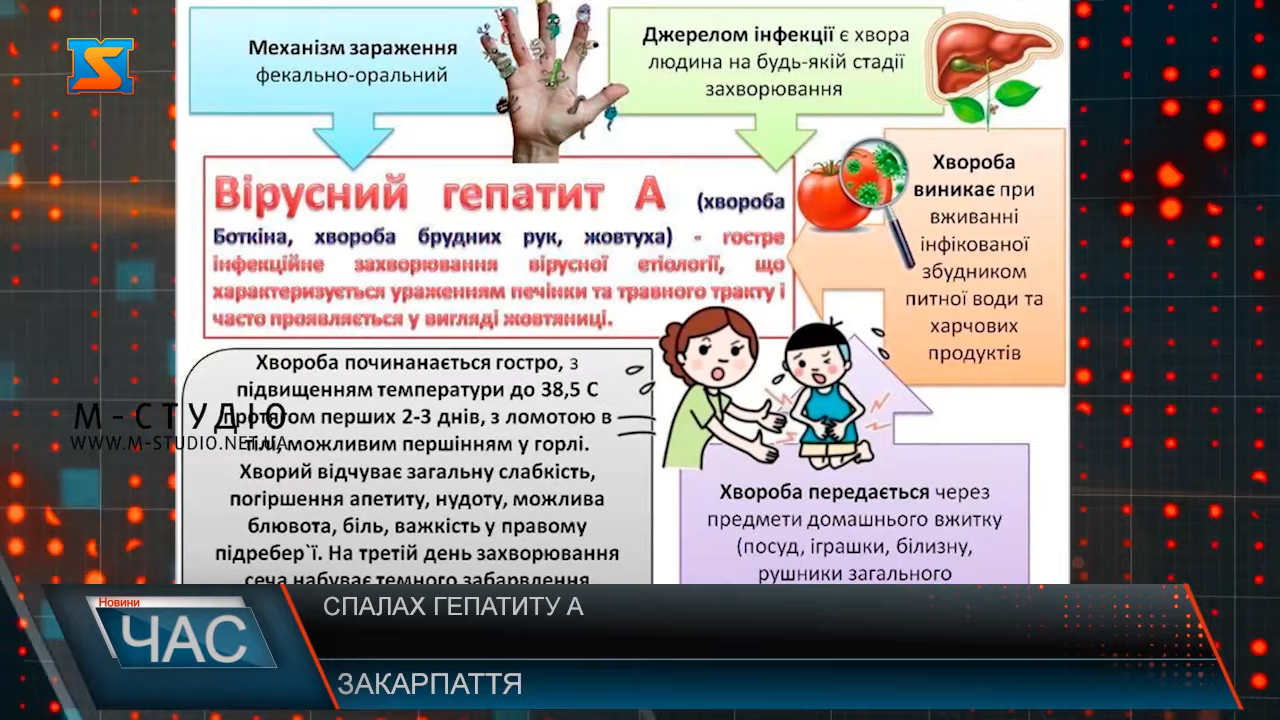 Механізм зараження
фекально-оральний
Джерелом інфекції є хвора
людина на будь-якій стадії
захворювання
Вірусний гепатит А (хвороба
Боткіна, хвороба брудних рук, жовтуха) - гостре
інфекційне захворювання вірусної етіології, що
характеризується ураженням печінки та травного тракту і
часто проявляється у вигляді жовтяниці.
Хвороба
виникає при
вживанні
інфікованої
збудником
питної води та
харчових
продуктів
Хвороба починанається гостро, з
підвищенням температури до 38,5 С
протягом перших 2-3 днів, з ломотою в
тілі, можливим першінням у горлі.
Хворий відчуває загальну слабкість,
погіршення апетиту, нудоту, можлива
блювота, біль, важкість у правому
підребер`ї. На третій день захворювання
сеча набуває темного забарвлення
М-СТУДІО
WWW.M-STUDIO.NET.UA
Хвороба передається через
предмети домашнього вжитку
(посуд, іграшки, білизну,
рушники загального
Новини
ЧАС
СПАЛАХ ГЕПАТИТУ А
ЗАКАРПАТТЯ